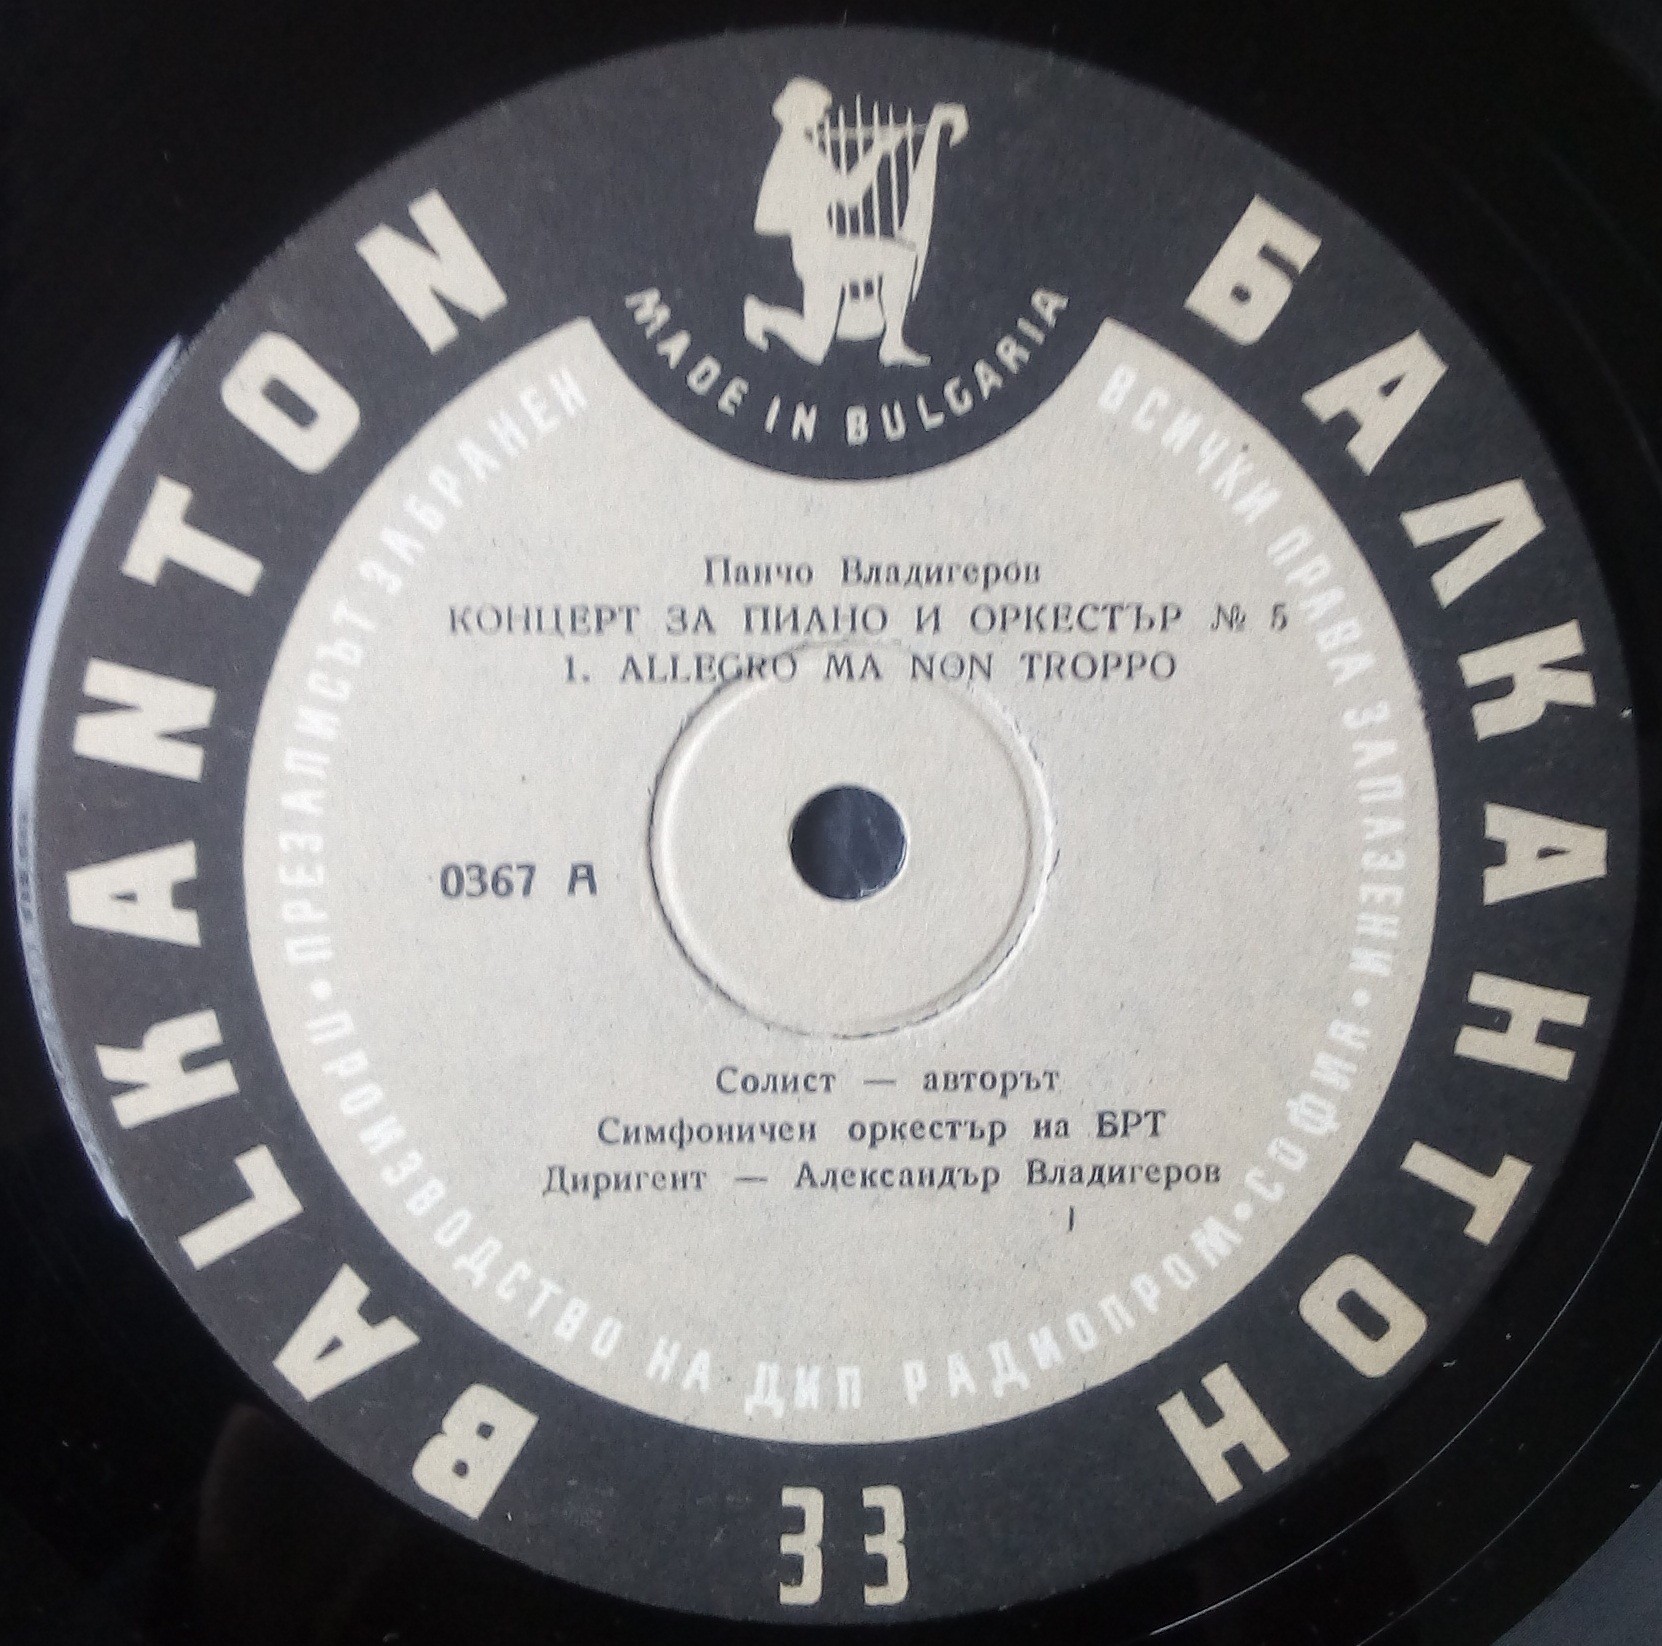 BALKANTON
БАЛКАНТОН
MADE IN BULGARIA
ПРЕЗАПИСЪТ ЗАБРАНЕН
ВСИЧКИ ПРАВА ЗАПАЗЕНИ •
Панчо Владигеров
КОНЦЕРТ ЗА ПИАНО И ОРКЕСТЪР № 5
1. ALLEGRO MA NON TROPPO
0367 А
Солист — авторът
Симфоничен оркестър на БРТ
Диригент — Александър Владигеров
I
• ПРОИЗВОДСТВО НА ДИП РАДИОПРОМ •
33